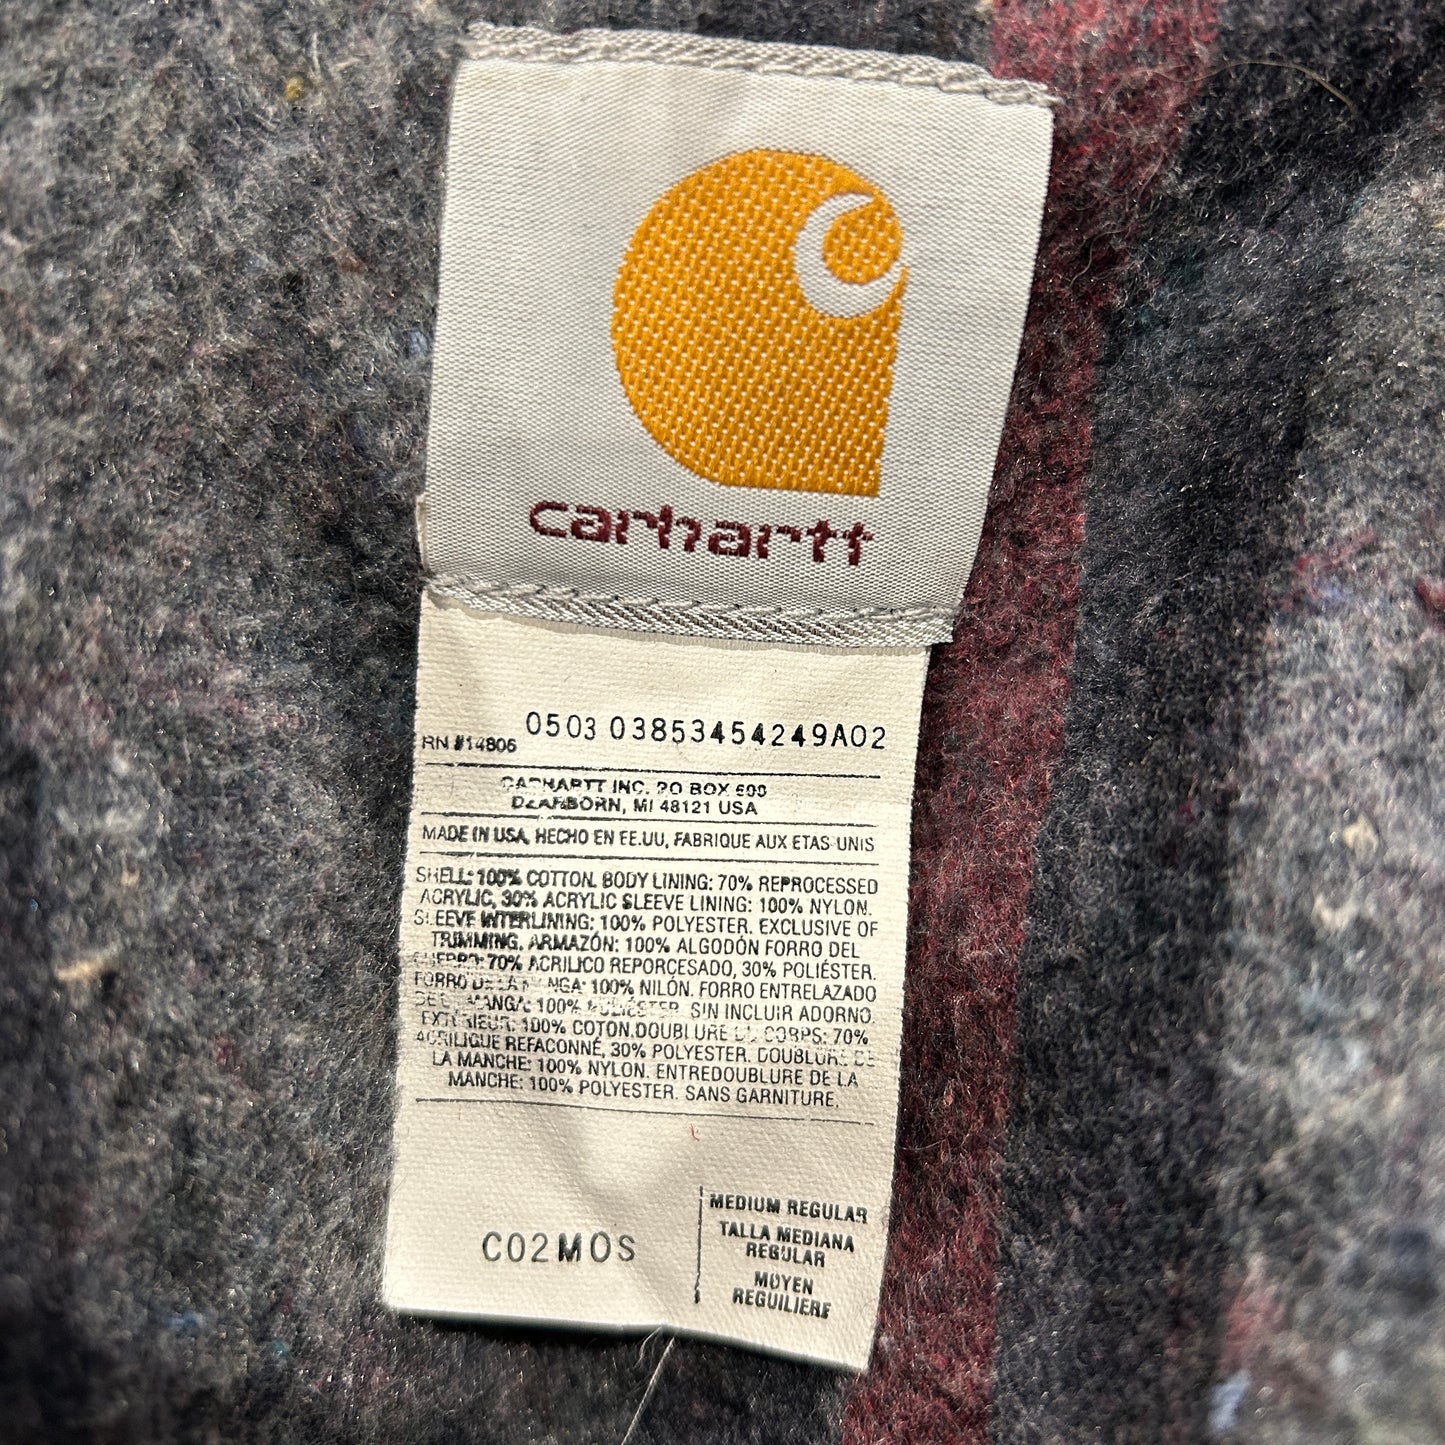 carhartt
0503 03853454249A02
RN #14806
CARHARTT INC. PO BOX 600
DEARBORN, MI 48121 USA
MADE IN USA, HECHO EN EE.UU, FABRIQUE AUX ETAS-UNIS
SHELL: 100% COTTON. BODY LINING: 70% REPROCESSED
ACRYLIC, 30% ACRYLIC SLEEVE LINING: 100% NYLON.
SLEEVE INTERLINING: 100% POLYESTER. EXCLUSIVE OF
TRIMMING. ARMAZÓN: 100% ALGODÓN FORRO DEL
CUERPO: 70% ACRILICO REPORCESADO, 30% POLIÉSTER.
FORRO DE LA MANGA: 100% NILÓN. FORRO ENTRELAZADO
DE LA MANGA: 100% POLIÉSTER. SIN INCLUIR ADORNO.
EXTÉRIEUR: 100% COTON.DOUBLURE DU CORPS: 70%
ACRILIQUE REFACONNÉ, 30% POLYESTER. DOUBLURE DE
LA MANCHE: 100% NYLON. ENTREDOUBLURE DE LA
MANCHE: 100% POLYESTER. SANS GARNITURE.
C02MOS
MEDIUM REGULAR
TALLA MEDIANA
REGULAR
MOYEN
REGUILIERE